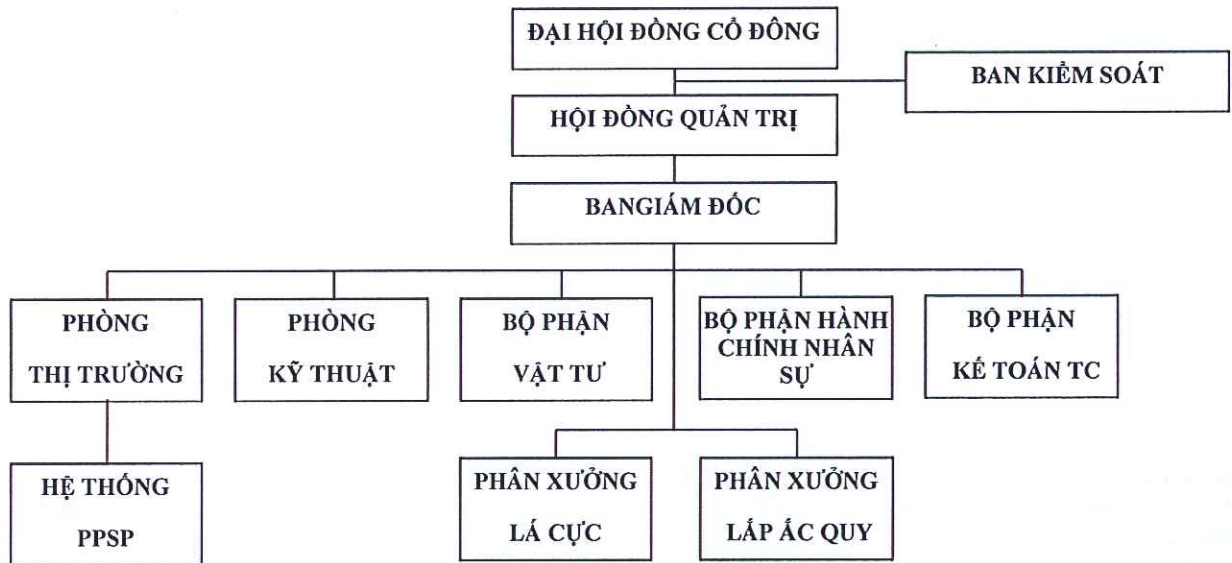 ĐẠI HỘI ĐỒNG CỔ ĐÔNG
BAN KIỂM SOÁT
HỘI ĐỒNG QUẢN TRỊ
BANGIÁM ĐỐC
PHÒNG
THỊ TRƯỜNG
PHÒNG
KỸ THUẬT
BỘ PHẬN
VẬT TƯ
BỘ PHẬN HÀNH
CHÍNH NHÂN
SỰ
BỘ PHẬN
KẾ TOÁN TC
HỆ THỐNG
PPSP
PHÂN XƯỞNG
LÁ CỰC
PHÂN XƯỞNG
LẮP ẮC QUY